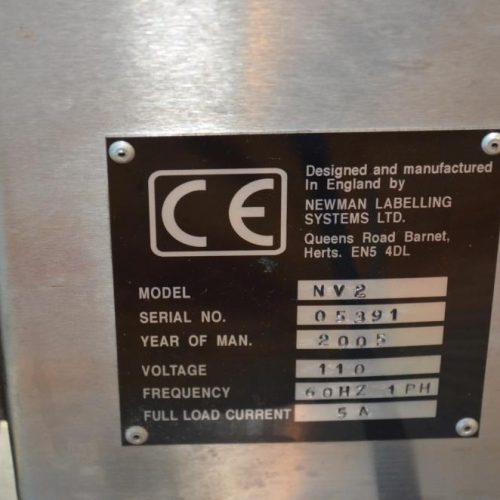 CE
Designed and manufactured
In England by
NEWMAN LABELLING
SYSTEMS LTD.
Queens Road Barnet,
Herts. EN5 4DL
MODEL NV2
SERIAL NO. 05391
YEAR OF MAN. 2005
VOLTAGE 110
FREQUENCY 60HZ 1PH
FULL LOAD CURRENT 5A